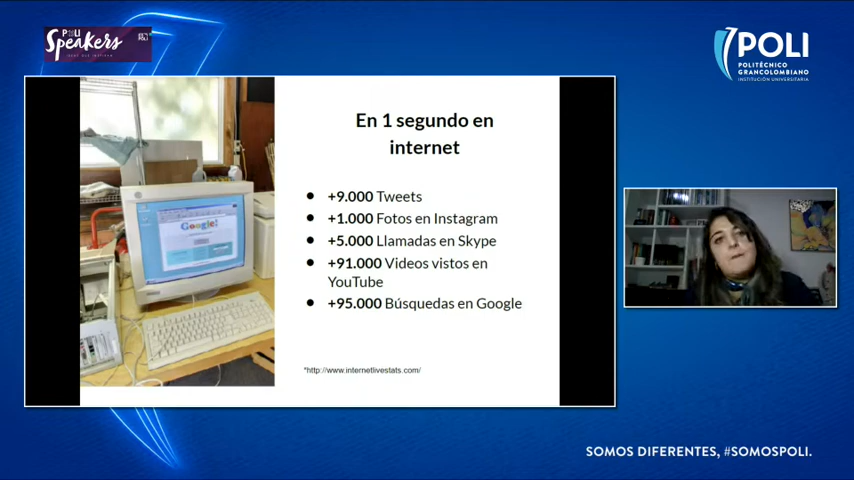 POLI
Speakers
POLI
POLITÉCNICO
GRANCOLOMBIANO
INSTITUCIÓN UNIVERSITARIA
En 1 segundo en
internet
+9.000 Tweets
+1.000 Fotos en Instagram
+5.000 Llamadas en Skype
+91.000 Videos vistos en
YouTube
+95.000 Búsquedas en Google
*http://www.internetlivestats.com/
Google
SOMOS DIFERENTES, #SOMOSPOLI.